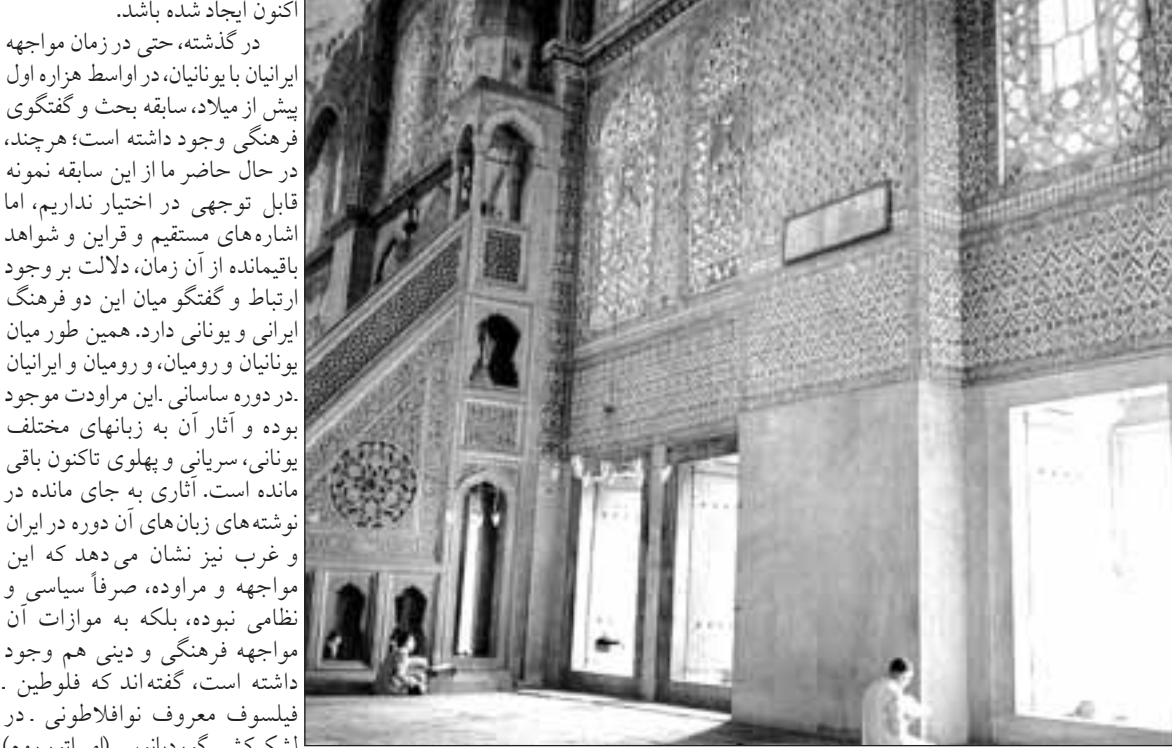 اکنون ایجاد شده باشد.
در گذشته، حتی در زمان مواجهه
ایرانیان با یونانیان، در اواسط هزاره اول
پیش از میلاد، سابقه بحث و گفتگوی
فرهنگی وجود داشته است؛ هرچند،
در حال حاضر ما از این سابقه نمونه
قابل توجهی در اختیار نداریم، اما
اشاره‌های مستقیم و قراین و شواهد
باقیمانده از آن زمان، دلالت بر وجود
ارتباط و گفتگو میان این دو فرهنگ
ایرانی و یونانی دارد. همین طور میان
یونانیان و رومیان، و رومیان و ایرانیان
.در دوره ساسانی .این مراودت موجود
بوده و آثار آن به زبانهای مختلف
یونانی، سریانی و پهلوی تاکنون باقی
مانده است. آثاری به جای مانده در
نوشته‌های زبان‌های آن دوره در ایران
و غرب نیز نشان می‌دهد که این
مواجهه و مراوده، صرفاً سیاسی و
نظامی نبوده، بلکه به موازات آن
مواجهه فرهنگی و دینی هم وجود
داشته است، گفته‌اند که فلوطین .
فیلسوف معروف نوافلاطونی .در